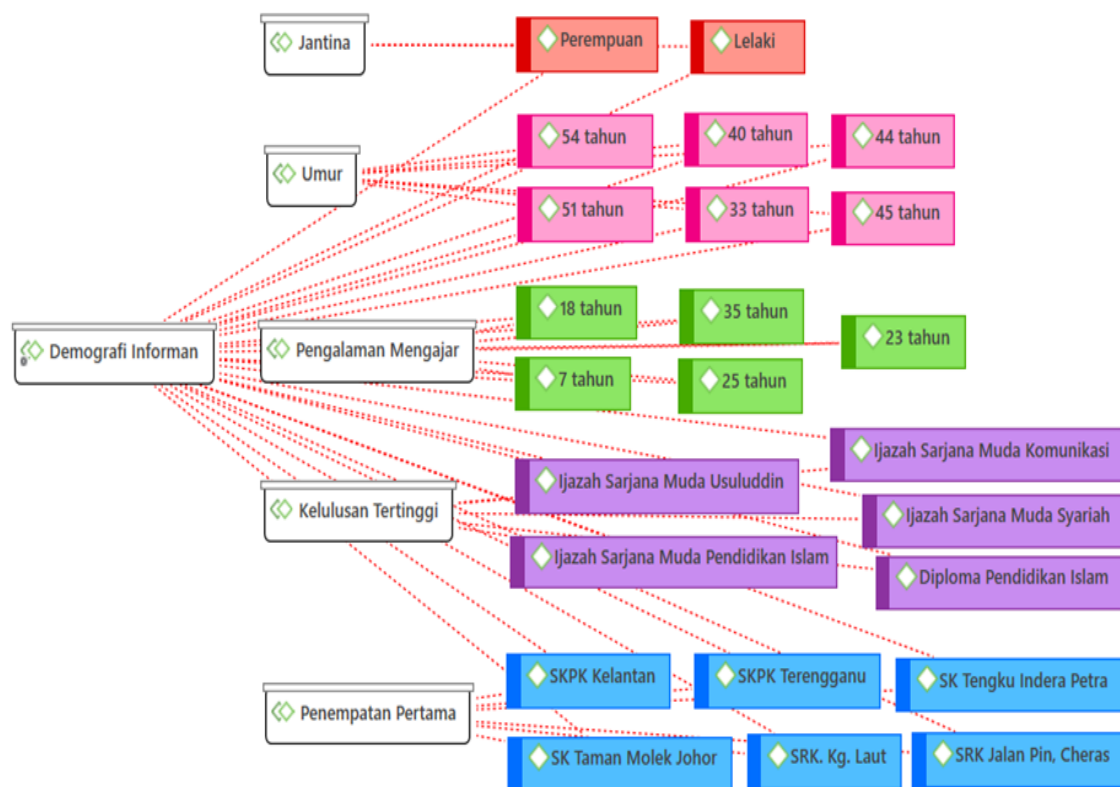 Jantina
Perempuan
Lelaki
Umur
54 tahun
40 tahun
44 tahun
51 tahun
33 tahun
45 tahun
Demografi Informan
Pengalaman Mengajar
18 tahun
35 tahun
23 tahun
7 tahun
25 tahun
Kelulusan Tertinggi
Ijazah Sarjana Muda Usuluddin
Ijazah Sarjana Muda Komunikasi
Ijazah Sarjana Muda Syariah
Ijazah Sarjana Muda Pendidikan Islam
Diploma Pendidikan Islam
Penempatan Pertama
SKPK Kelantan
SKPK Terengganu
SK Tengku Indera Petra
SK Taman Molek Johor
SRK. Kg. Laut
SRK Jalan Pin, Cheras